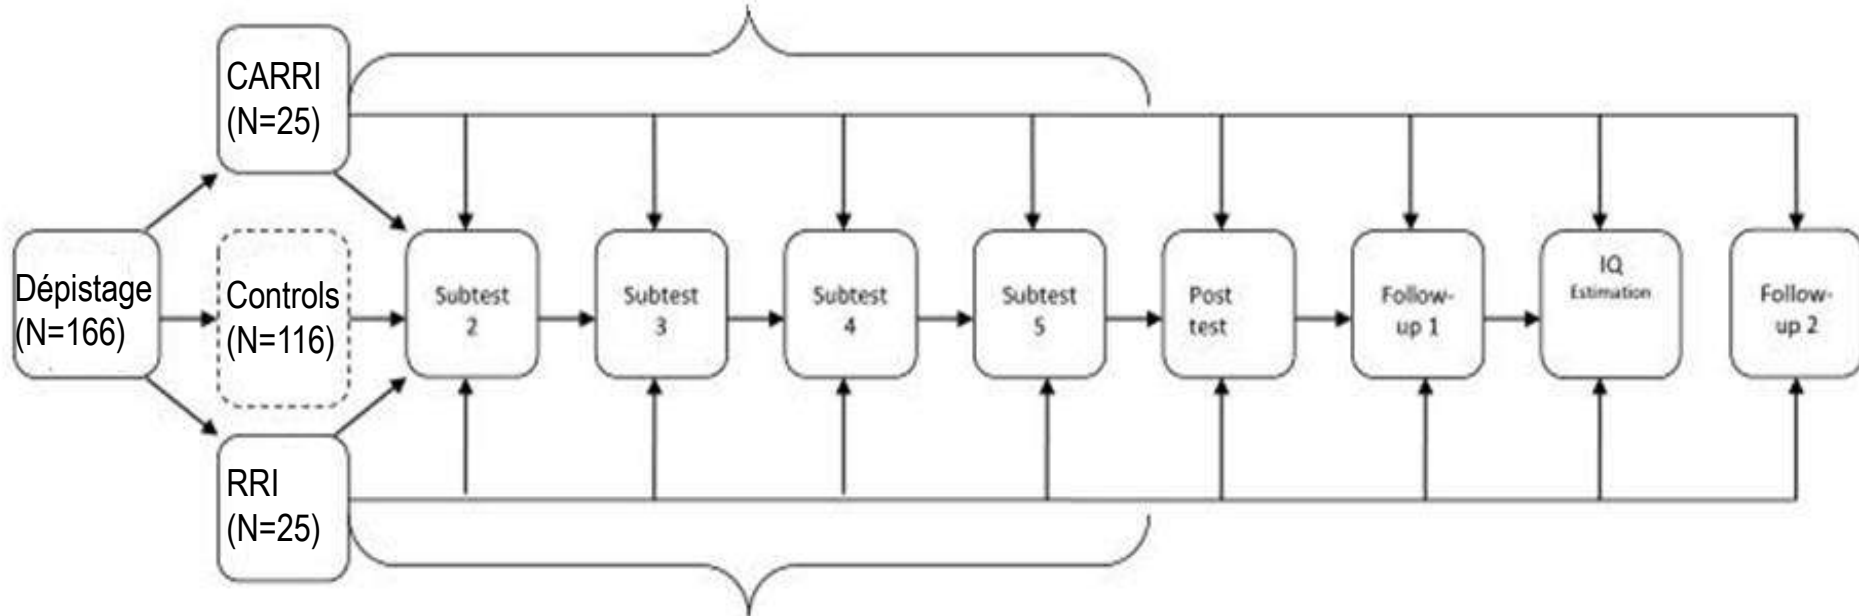 CARRI
(N=25)
Dépistage
(N=166)
Controls
(N=116)
RRI
(N=25)
Subtest
2
Subtest
3
Subtest
4
Subtest
5
Post
test
Follow-
up 1
IQ
Estimation
Follow-
up 2